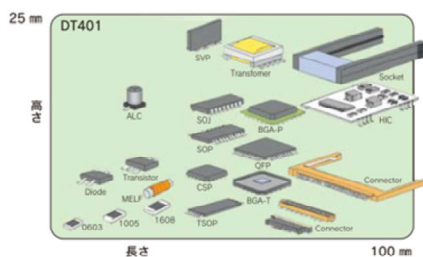 25 mm
DT401
SVP
Transfomer
Socket
ALC
SOJ
BGA-P
HIC
高さ
SOP
QFP
Transistor
Diode
CSP
Connector
MELF
BGA-T
0603
1005
1608
TSOP
Connector
長さ
100 mm